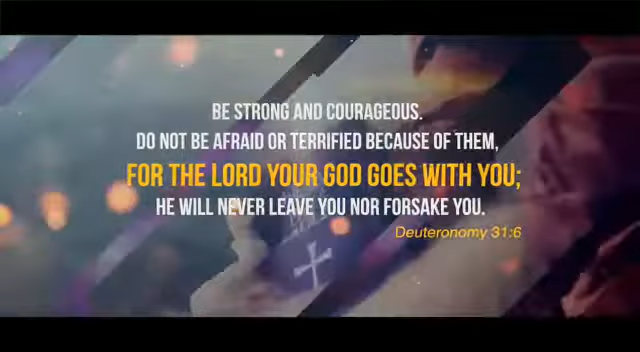 BE STRONG AND COURAGEOUS.
DO NOT BE AFRAID OR TERRIFIED BECAUSE OF THEM,
FOR THE LORD YOUR GOD GOES WITH YOU;
HE WILL NEVER LEAVE YOU NOR FORSAKE YOU.
Deuteronomy 31:6